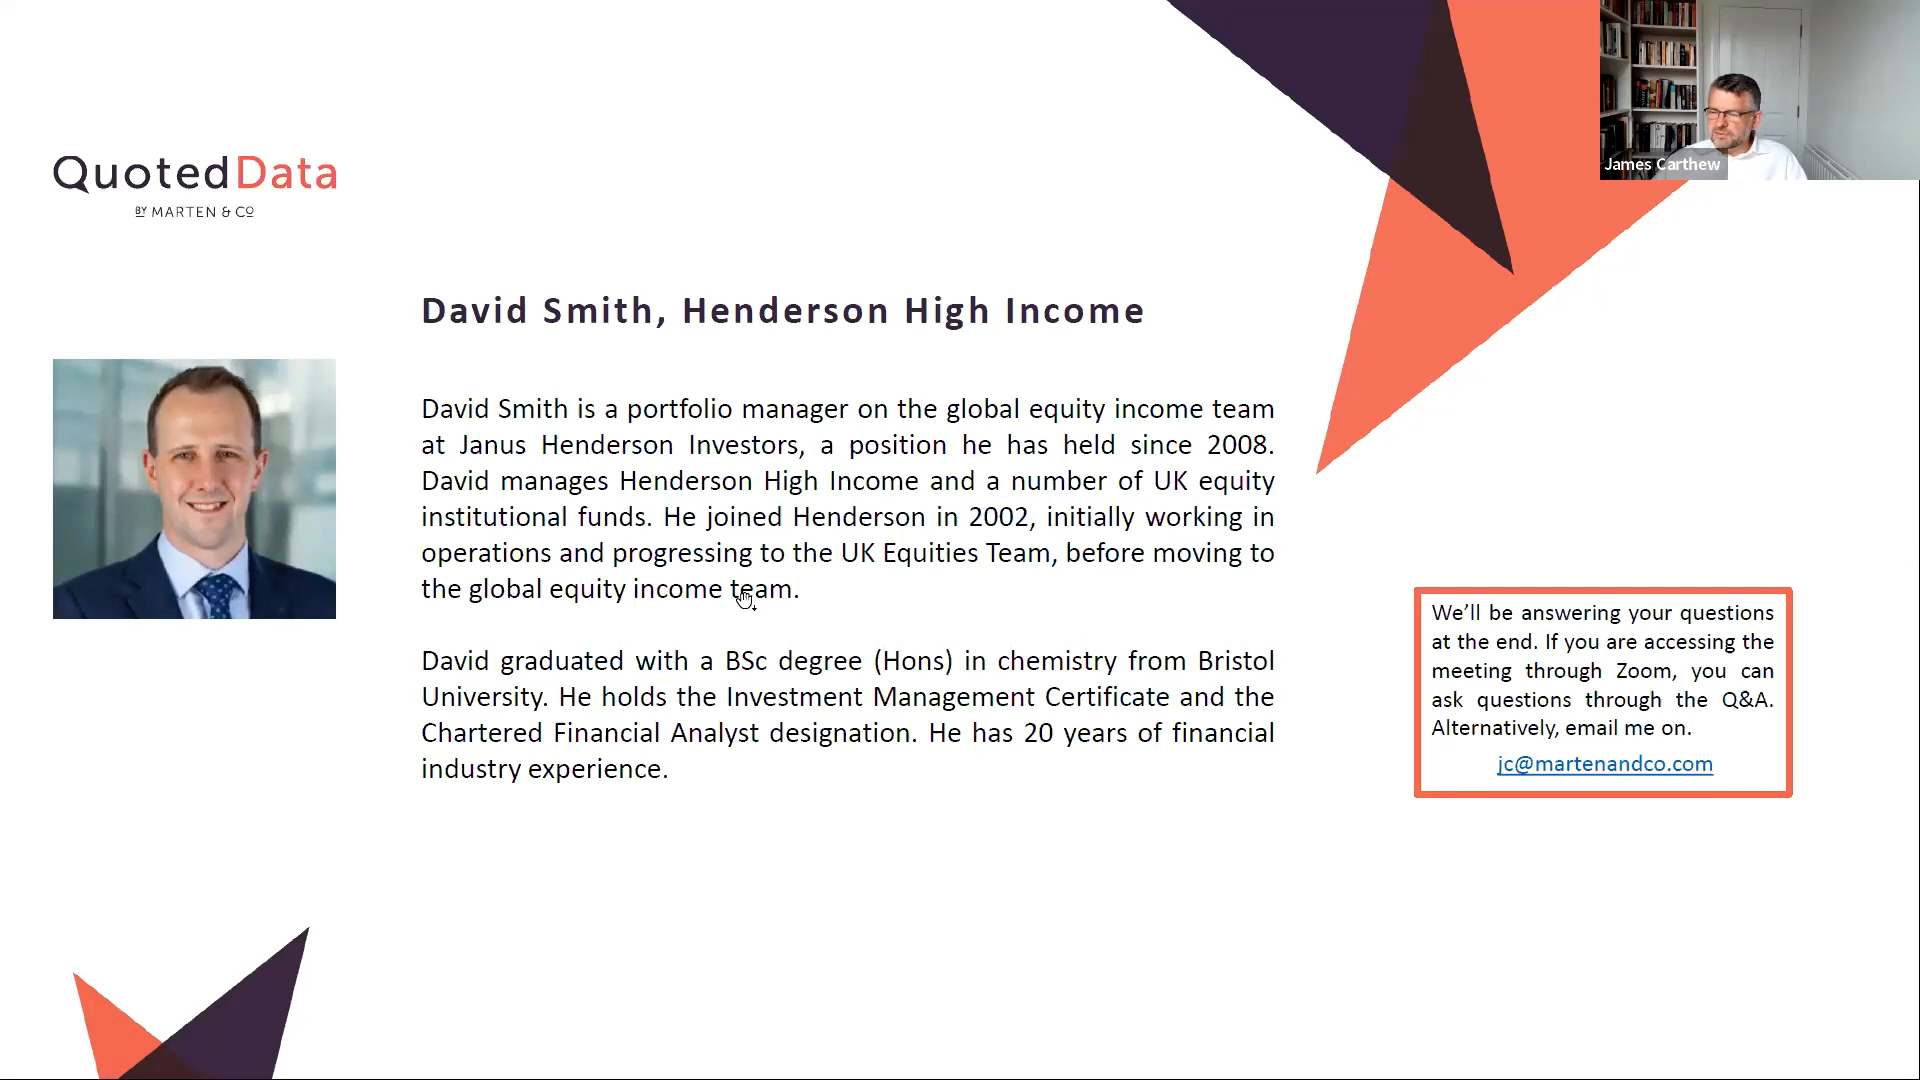 James Carthew
QuotedData
BY MARTEN & CO
David Smith, Henderson High Income
David Smith is a portfolio manager on the global equity income team
at Janus Henderson Investors, a position he has held since 2008.
David manages Henderson High Income and a number of UK equity
institutional funds. He joined Henderson in 2002, initially working in
operations and progressing to the UK Equities Team, before moving to
the global equity income team.
David graduated with a BSc degree (Hons) in chemistry from Bristol
University. He holds the Investment Management Certificate and the
Chartered Financial Analyst designation. He has 20 years of financial
industry experience.
We’ll be answering your questions
at the end. If you are accessing the
meeting through Zoom, you can
ask questions through the Q&A.
Alternatively, email me on.
jc@martenandco.com